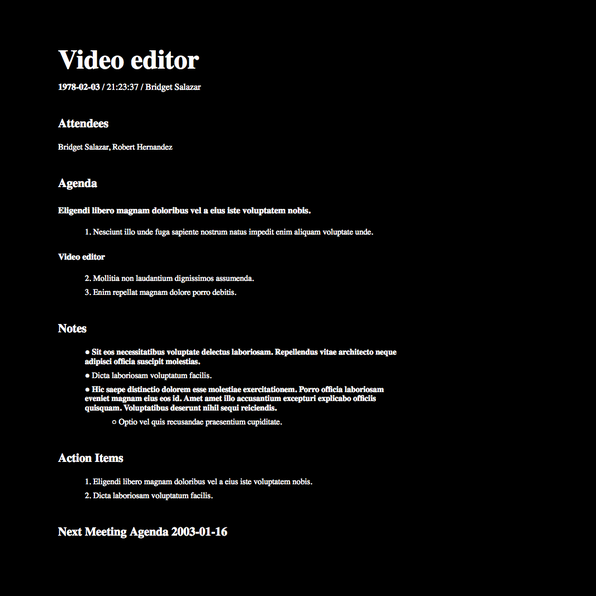 Video editor
1978-02-03 / 21:23:37 / Bridget Salazar
Attendees
Bridget Salazar, Robert Hernandez
Agenda
Eligendi libero magnam doloribus vel a eius iste voluptatem nobis.
1. Nesciunt illo unde fuga sapiente nostrum natus impedit enim aliquam voluptate unde.
Video editor
2. Mollitia non laudantium dignissimos assumenda.
3. Enim repellat magnam dolore porro debitis.
Notes
● Sit eos necessitatibus voluptate delectus laboriosam. Repellendus vitae architecto neque
adipisci officia suscipit molestias.
● Dicta laboriosam voluptatum facilis.
● Hic saepe distinctio dolorem esse molestiae exercitationem. Porro officia laboriosam
eveniet magnam eius eos id. Amet amet illo accusantium excepturi explicabo officiis
quisquam. Voluptatibus deserunt nihil sequi reiciendis.
○ Optio vel quis recusandae praesentium cupiditate.
Action Items
1. Eligendi libero magnam doloribus vel a eius iste voluptatem nobis.
2. Dicta laboriosam voluptatum facilis.
Next Meeting Agenda 2003-01-16